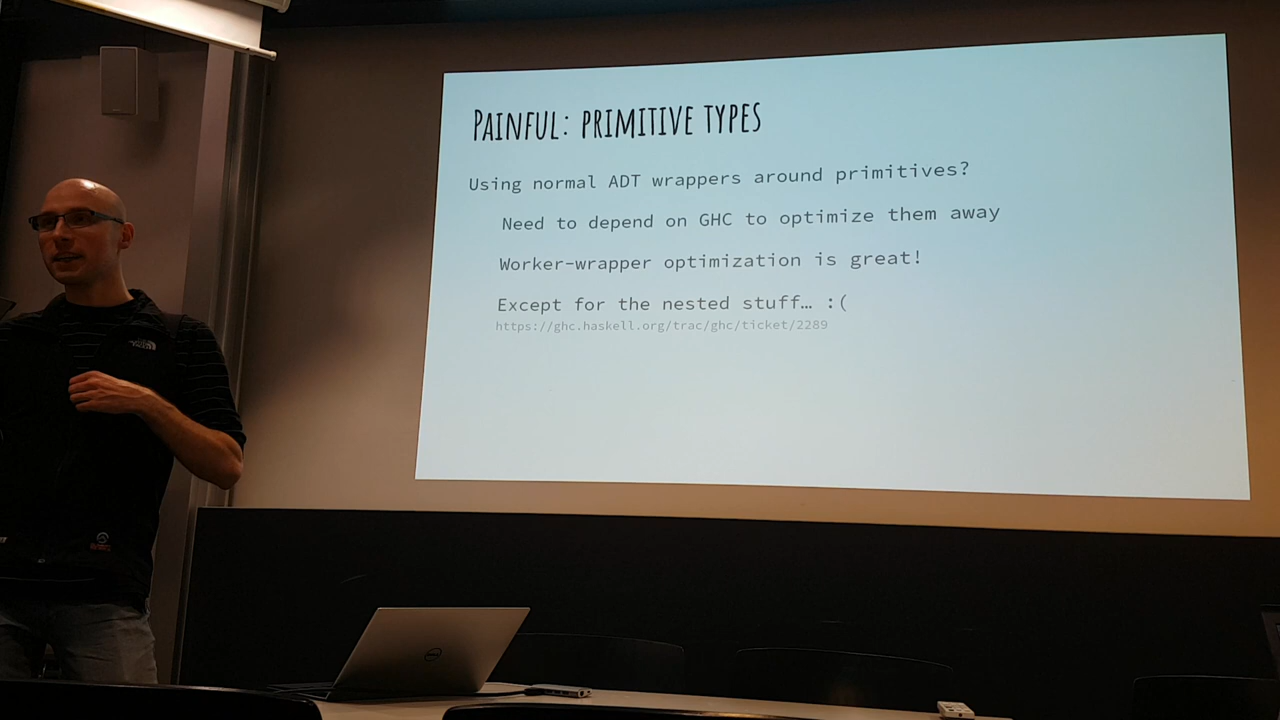 PAINFUL: PRIMITIVE TYPES
Using normal ADT wrappers around primitives?
Need to depend on GHC to optimize them away
Worker-wrapper optimization is great!
Except for the nested stuff… :(
https://ghc.haskell.org/trac/ghc/ticket/2289
DELL